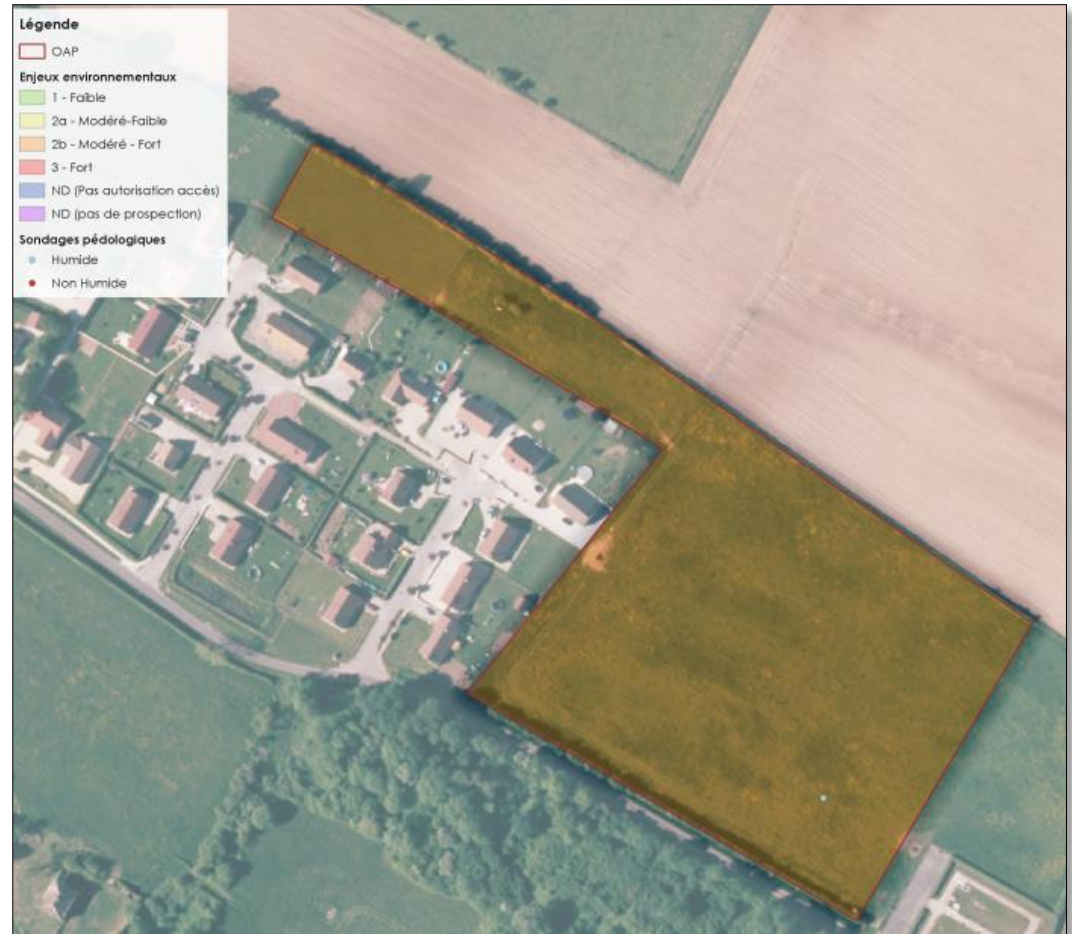 Légende
OAP
Enjeux environnementaux
1 - Faible
2a - Modéré-Faible
2b - Modéré - Fort
3 - Fort
ND (Pas autorisation accès)
ND (pas de prospection)
Sondages pédologiques
Humide
Non Humide